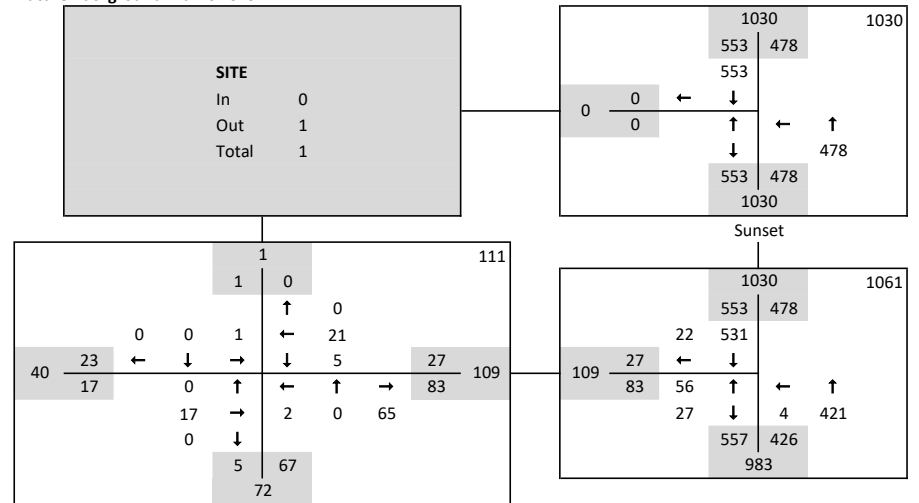 SITE
In 0
Out 1
Total 1
1030 1030
553 478
553
0 0 ← ↓
0 ↑ ← ↑
↓ 478
553 478
1030
Sunset
1 111
1 0
↑ 0
0 0 1 ← 21
40 23 ← ↓ → ↓ 5 27 109
17 0 ↑ ← ↑ → 83
17 → 2 0 65
0 ↓
5 67
72
1030 1061
553 478
22 531
109 27 ← ↓
83 56 ↑ ← ↑
27 ↓ 4 421
557 426
983